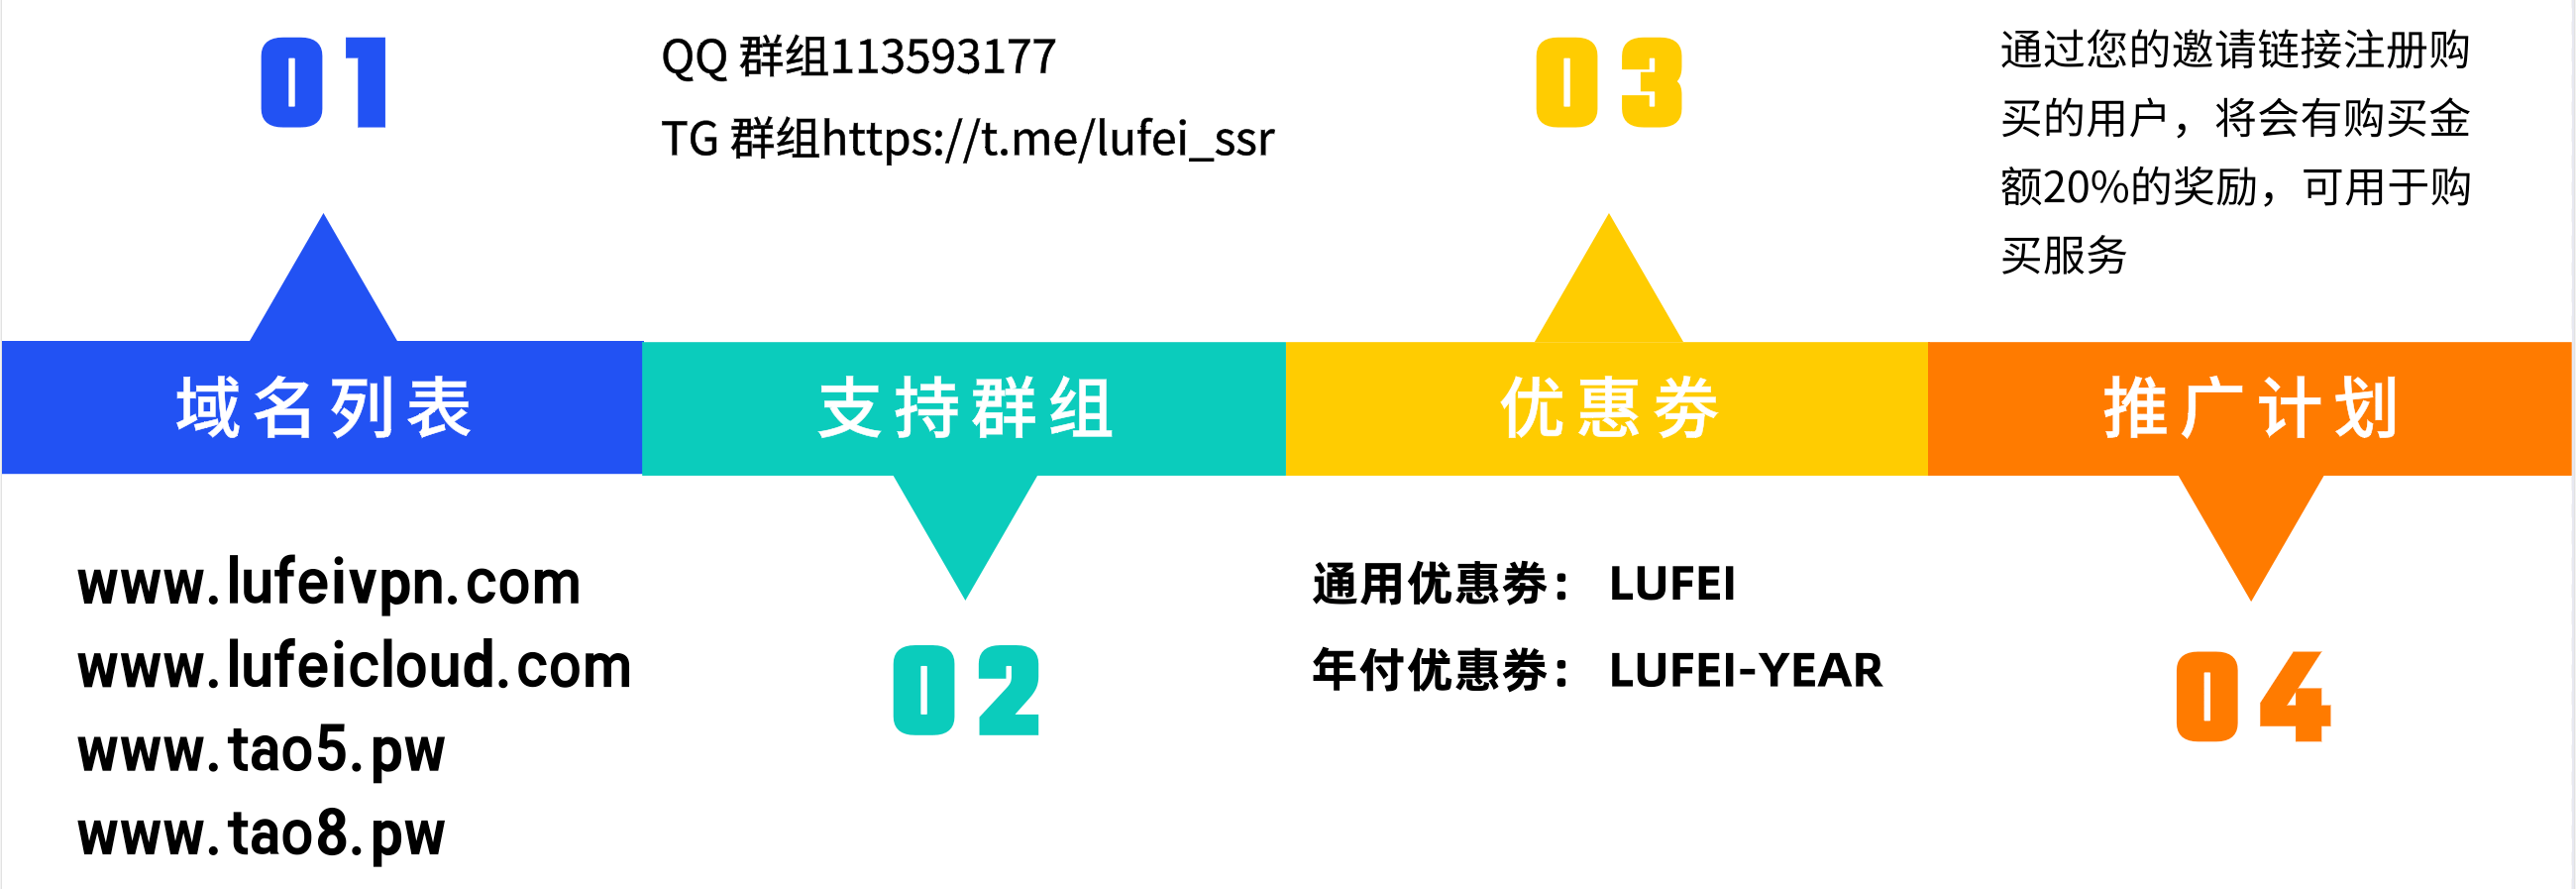 01
域名列表
www.lufeivpn.com
www.lufeicloud.com
www.tao5.pw
www.tao8.pw
QQ 群组113593177
TG 群组https://t.me/lufei_ssr
支持群组
02
03
优惠劵
通用优惠劵： LUFEI
年付优惠劵： LUFEI-YEAR
通过您的邀请链接注册购
买的用户，将会有购买金
额20%的奖励，可用于购
买服务
推广计划
04